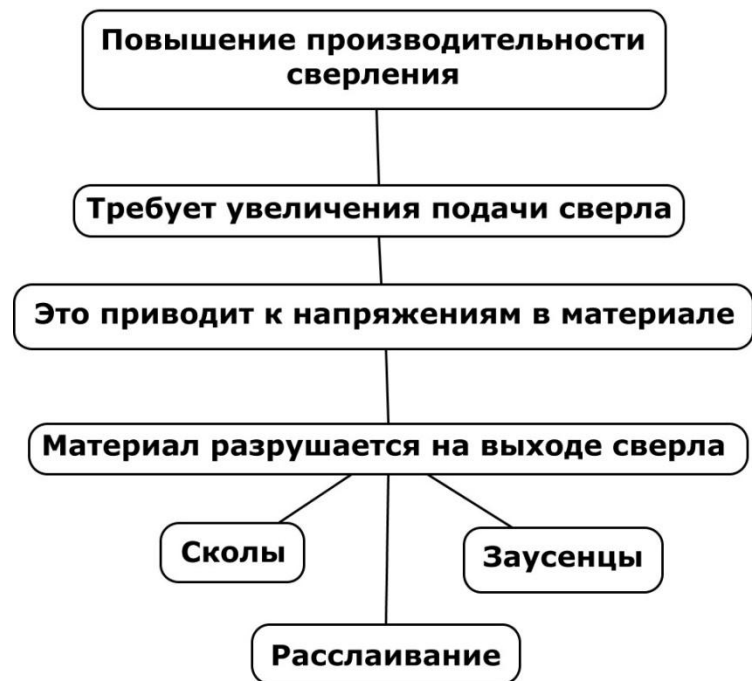 Повышение производительности
сверления
Требует увеличения подачи сверла
Это приводит к напряжениям в материале
Материал разрушается на выходе сверла
Сколы
Заусенцы
Расслаивание